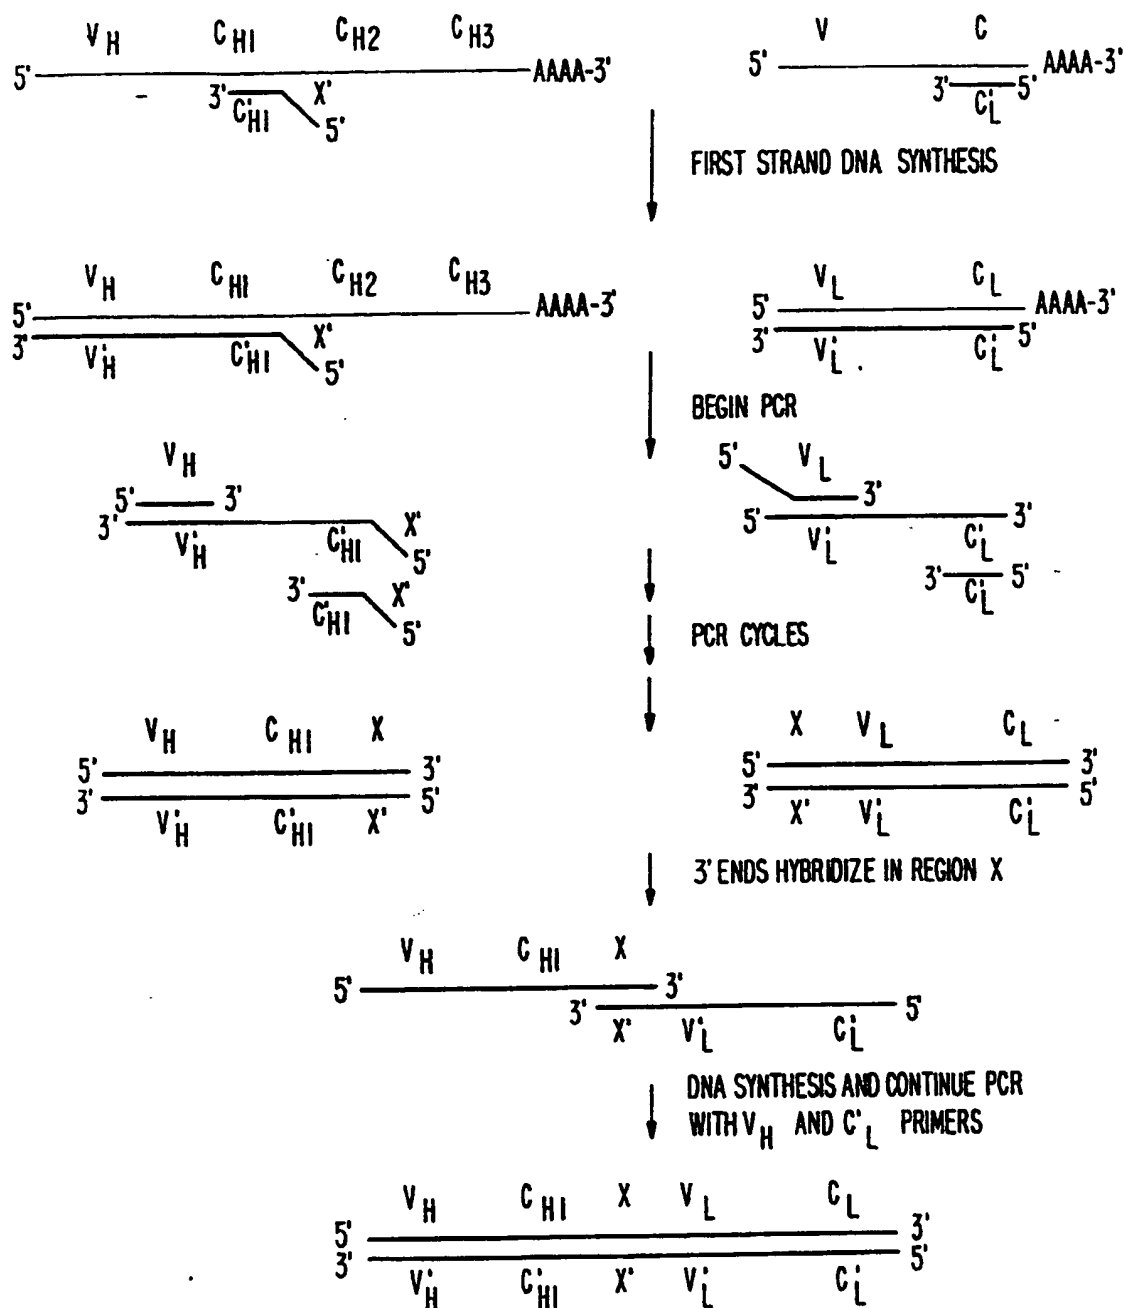 V_H C_H1 C_H2 C_H3 V C
5' AAAA-3' 5' AAAA-3'
3' X' 3' 5'
C'_H1 5' C'_L
FIRST STRAND DNA SYNTHESIS
V_H C_H1 C_H2 C_H3 V_L C_L
5' AAAA-3' 5' AAAA-3'
3' X' 3' 5'
V'_H C'_H1 5' V'_L C'_L
BEGIN PCR
V_H 5' V_L
5' 3' 3'
3' X' 5' 3'
V'_H C'_H1 5' V'_L C'_L
3' X' 3' 5'
C'_H1 5' C'_L
PCR CYCLES
V_H C_H1 X X V_L C_L
5' 3' 5' 3'
3' 5' 3' 5'
V'_H C'_H1 X' X' V'_L C'_L
3' ENDS HYBRIDIZE IN REGION X
V_H C_H1 X
5' 3'
3' 5'
X' V'_L C'_L
DNA SYNTHESIS AND CONTINUE PCR
WITH V_H AND C'_L PRIMERS
V_H C_H1 X V_L C_L
5' 3'
3' 5'
V'_H C'_H1 X' V'_L C'_L